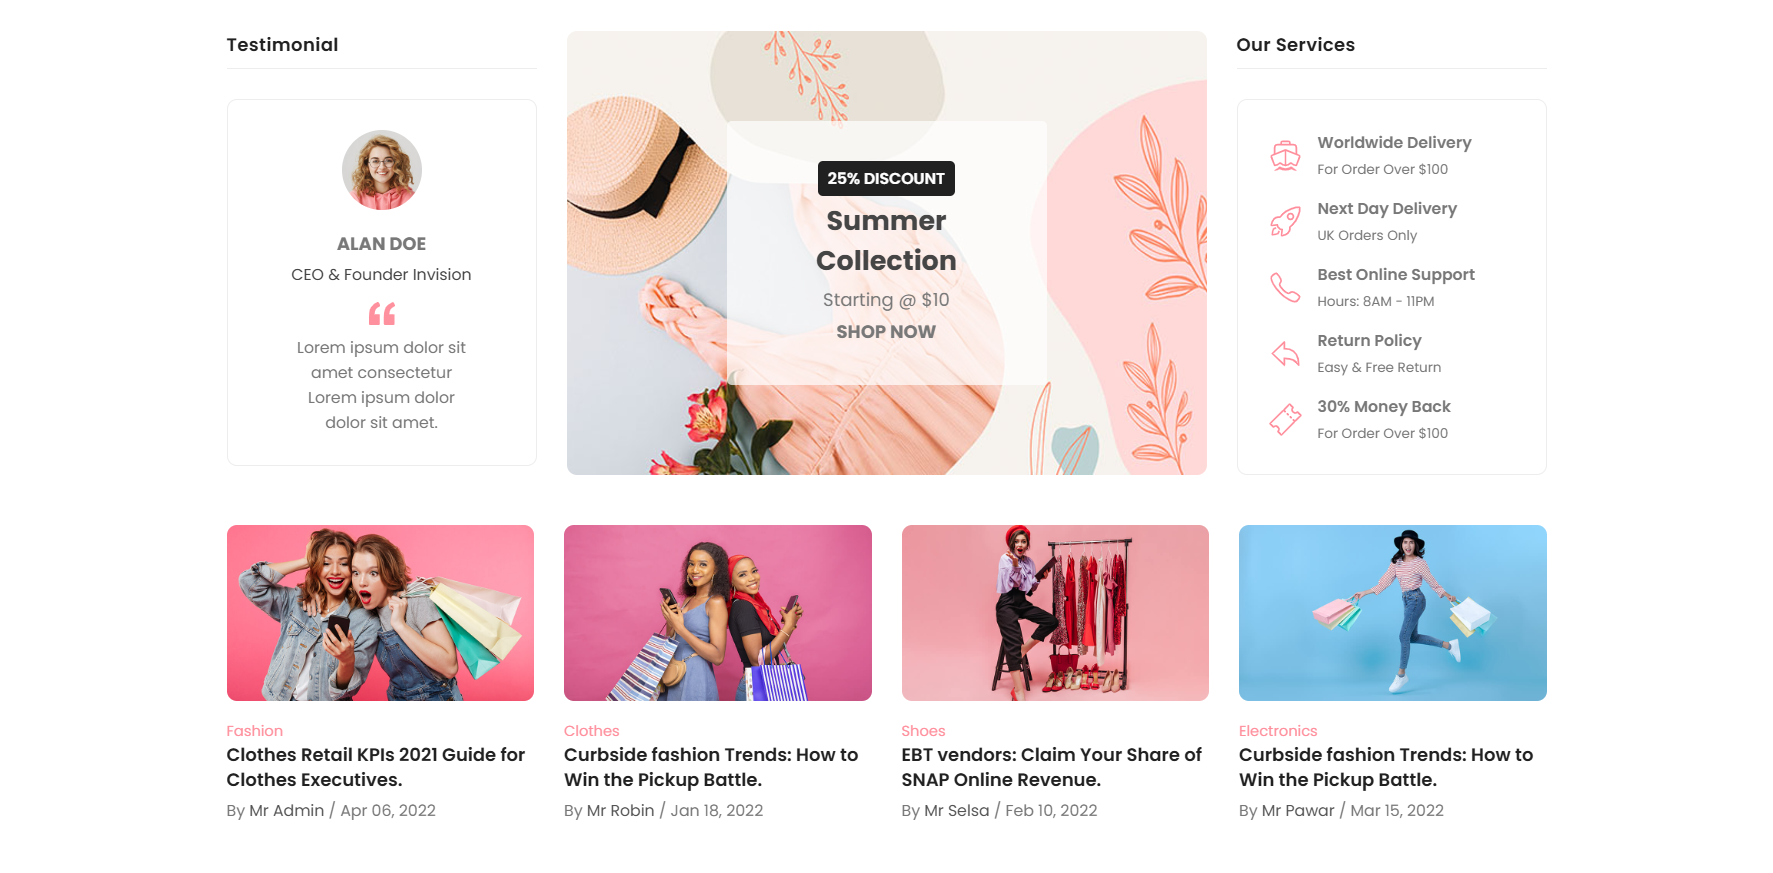 Testimonial
ALAN DOE
CEO & Founder Invision
Lorem ipsum dolor sit
amet consectetur
Lorem ipsum dolor
dolor sit amet.
25% DISCOUNT
Summer
Collection
Starting @ $10
SHOP NOW
Our Services
Worldwide Delivery
For Order Over $100
Next Day Delivery
UK Orders Only
Best Online Support
Hours: 8AM - 11PM
Return Policy
Easy & Free Return
30% Money Back
For Order Over $100
Fashion
Clothes Retail KPIs 2021 Guide for
Clothes Executives.
By Mr Admin / Apr 06, 2022
Clothes
Curbside fashion Trends: How to
Win the Pickup Battle.
By Mr Robin / Jan 18, 2022
Shoes
EBT vendors: Claim Your Share of
SNAP Online Revenue.
By Mr Selsa / Feb 10, 2022
Electronics
Curbside fashion Trends: How to
Win the Pickup Battle.
By Mr Pawar / Mar 15, 2022